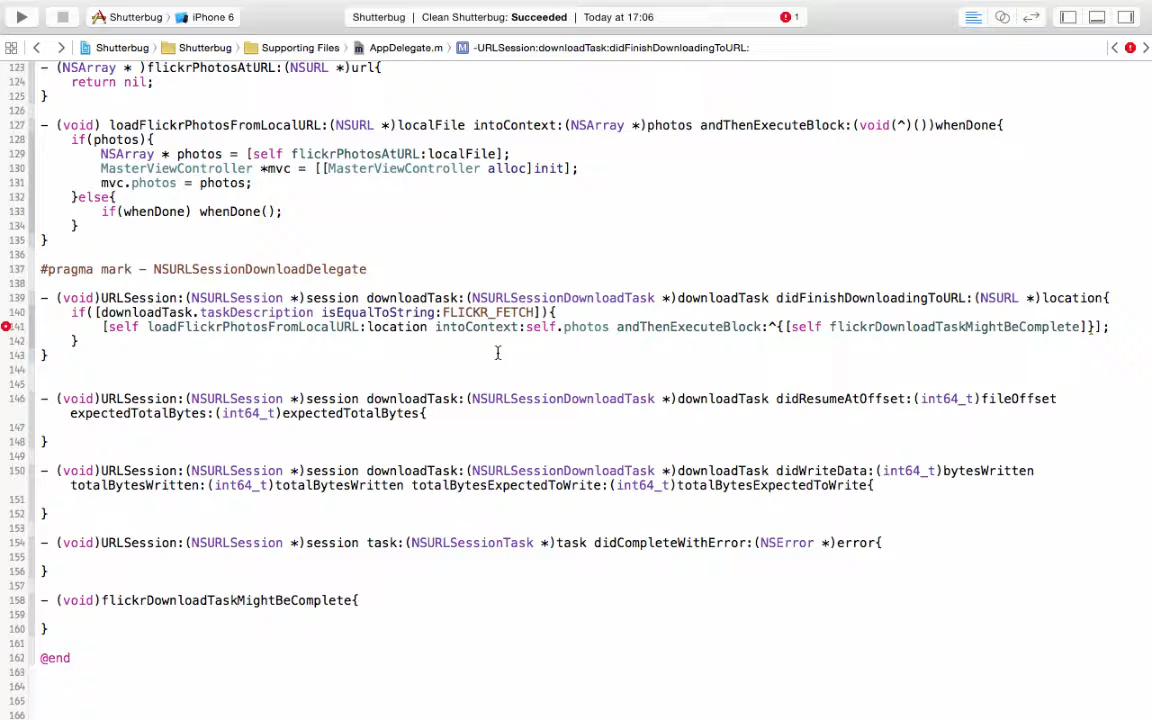 Shutterbug iPhone 6 Shutterbug | Clean Shutterbug: Succeeded | Today at 17:06 1
Shutterbug Shutterbug Supporting Files AppDelegate.m M -URLSession:downloadTask:didFinishDownloadingToURL:
123 - (NSArray * )flickrPhotosAtURL:(NSURL *)url{
124 return nil;
125 }
126
127 - (void) loadFlickrPhotosFromLocalURL:(NSURL *)localFile intoContext:(NSArray *)photos andThenExecuteBlock:(void(^)())whenDone{
128 if(photos){
129 NSArray * photos = [self flickrPhotosAtURL:localFile];
130 MasterViewController *mvc = [[MasterViewController alloc]init];
131 mvc.photos = photos;
132 }else{
133 if(whenDone) whenDone();
134 }
135 }
136
137 #pragma mark - NSURLSessionDownloadDelegate
138
139 - (void)URLSession:(NSURLSession *)session downloadTask:(NSURLSessionDownloadTask *)downloadTask didFinishDownloadingToURL:(NSURL *)location{
140 if([downloadTask.taskDescription isEqualToString:FLICKR_FETCH]){
141 [self loadFlickrPhotosFromLocalURL:location intoContext:self.photos andThenExecuteBlock:^{[self flickrDownloadTaskMightBeComplete]}];
142 }
143 }
144
145
146 - (void)URLSession:(NSURLSession *)session downloadTask:(NSURLSessionDownloadTask *)downloadTask didResumeAtOffset:(int64_t)fileOffset
expectedTotalBytes:(int64_t)expectedTotalBytes{
147
148 }
149
150 - (void)URLSession:(NSURLSession *)session downloadTask:(NSURLSessionDownloadTask *)downloadTask didWriteData:(int64_t)bytesWritten
totalBytesWritten:(int64_t)totalBytesWritten totalBytesExpectedToWrite:(int64_t)totalBytesExpectedToWrite{
151
152 }
153
154 - (void)URLSession:(NSURLSession *)session task:(NSURLSessionTask *)task didCompleteWithError:(NSError *)error{
155
156 }
157
158 - (void)flickrDownloadTaskMightBeComplete{
159
160 }
161
162 @end
163
164
165
166